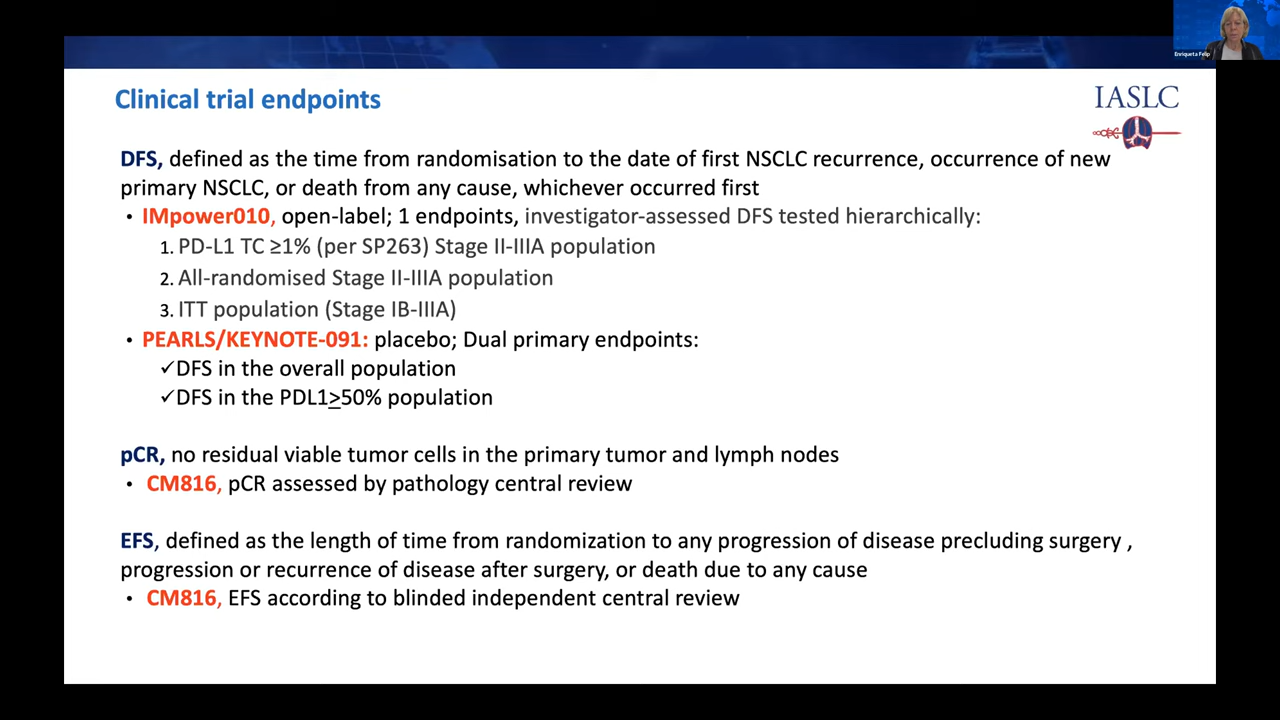 Enriqueta Felip
Clinical trial endpoints
IASLC
DFS, defined as the time from randomisation to the date of first NSCLC recurrence, occurrence of new
primary NSCLC, or death from any cause, whichever occurred first
• IMpower010, open-label; 1 endpoints, investigator-assessed DFS tested hierarchically:
1. PD-L1 TC ≥1% (per SP263) Stage II-IIIA population
2. All-randomised Stage II-IIIA population
3. ITT population (Stage IB-IIIA)
• PEARLS/KEYNOTE-091: placebo; Dual primary endpoints:
✓DFS in the overall population
✓DFS in the PDL1≥50% population
pCR, no residual viable tumor cells in the primary tumor and lymph nodes
• CM816, pCR assessed by pathology central review
EFS, defined as the length of time from randomization to any progression of disease precluding surgery ,
progression or recurrence of disease after surgery, or death due to any cause
• CM816, EFS according to blinded independent central review